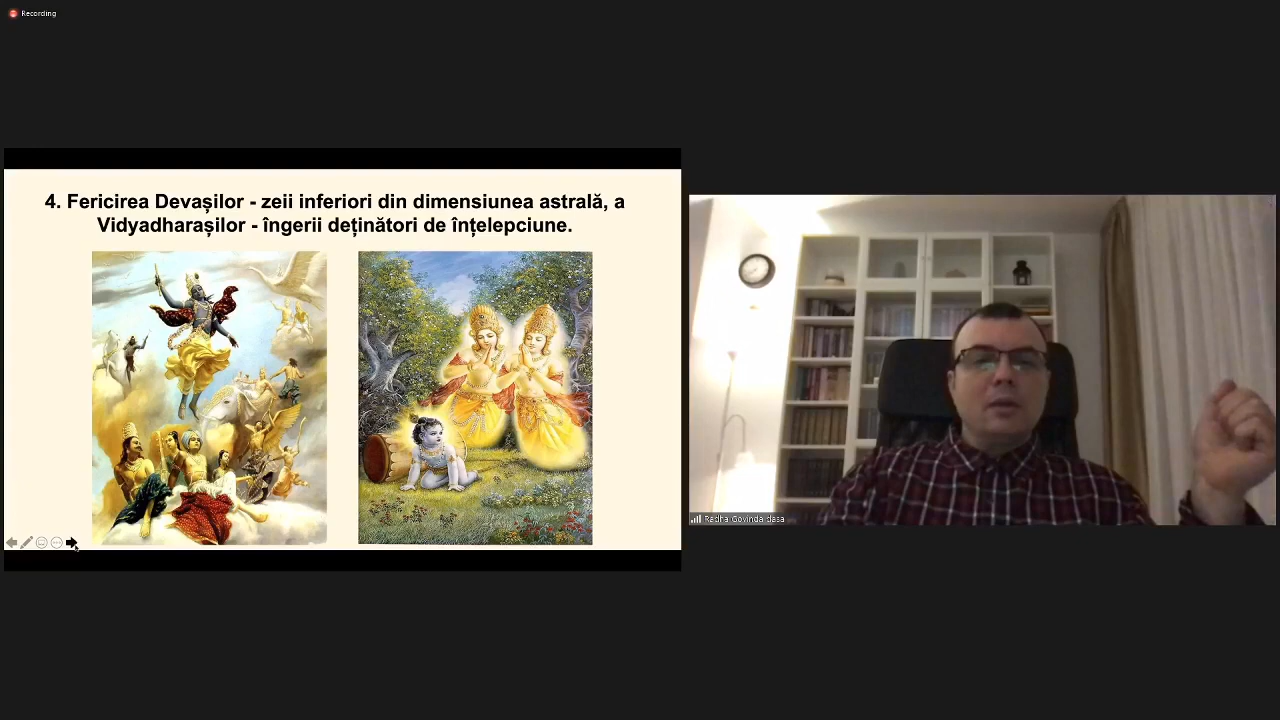 Recording
4. Fericirea Devașilor - zeii inferiori din dimensiunea astrală, a
Vidyadharașilor - îngerii deținători de înțelepciune.
Radha Govinda dasa